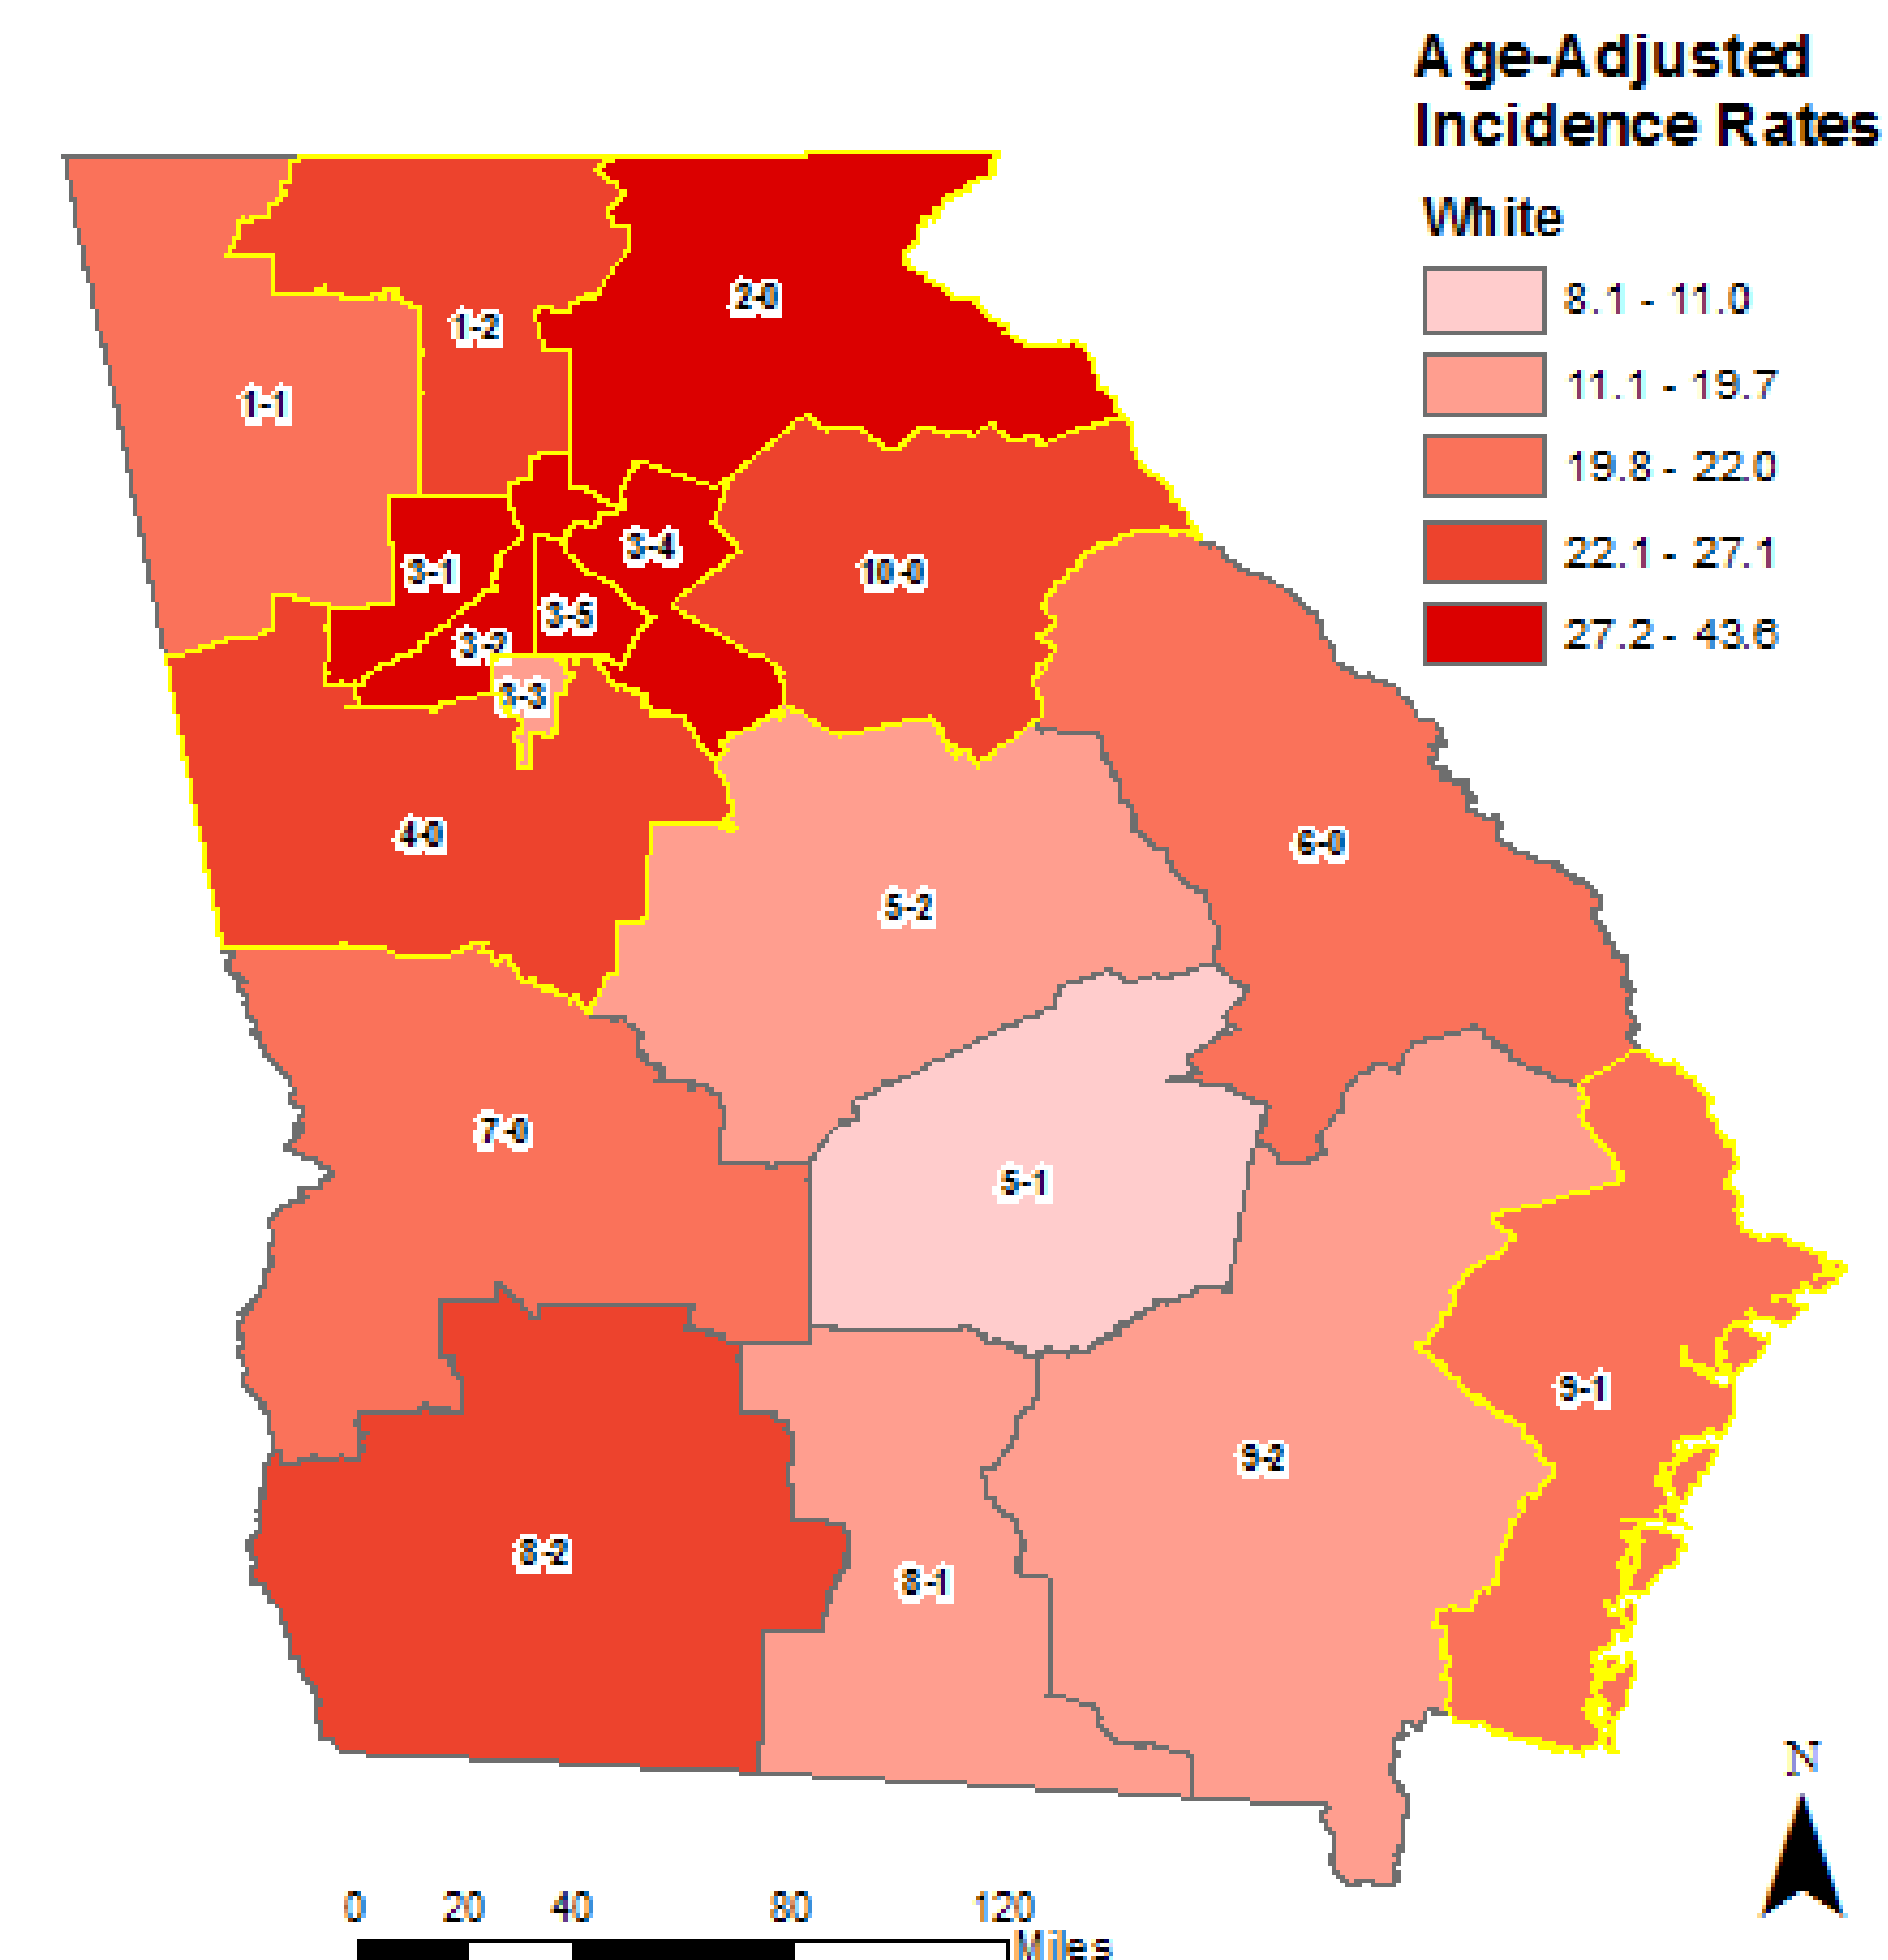 Age-Adjusted
Incidence Rates
White
8.1 - 11.0
11.1 - 19.7
19.8 - 22.0
22.1 - 27.1
27.2 - 43.6
2-0
1-2
1-1
3-4
3-1
10-0
3-5
3-2
3-3
4-0
6-0
5-2
7-0
5-1
9-1
9-2
8-2
8-1
N
0 20 40 80 120
Miles